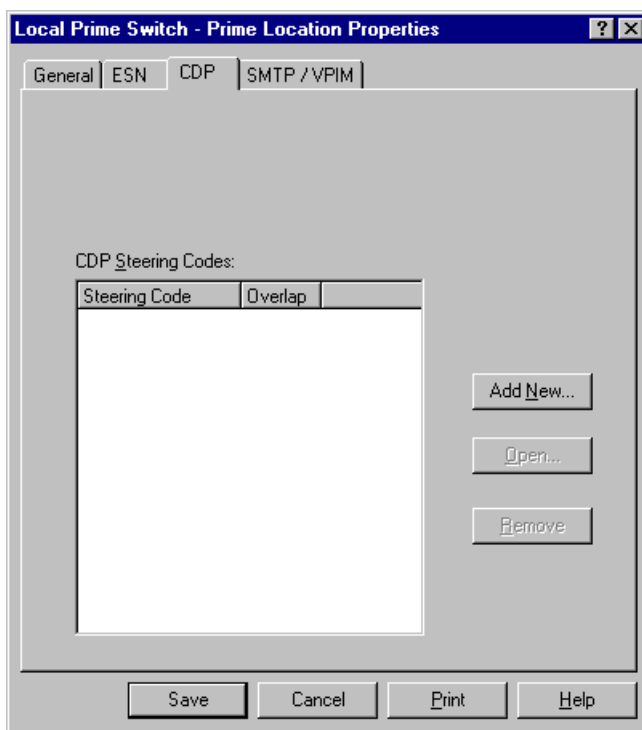 Local Prime Switch - Prime Location Properties ? ×
General ESN CDP SMTP / VPIM
CDP Steering Codes:
Steering Code Overlap
Add New...
Open...
Remove
Save Cancel Print Help